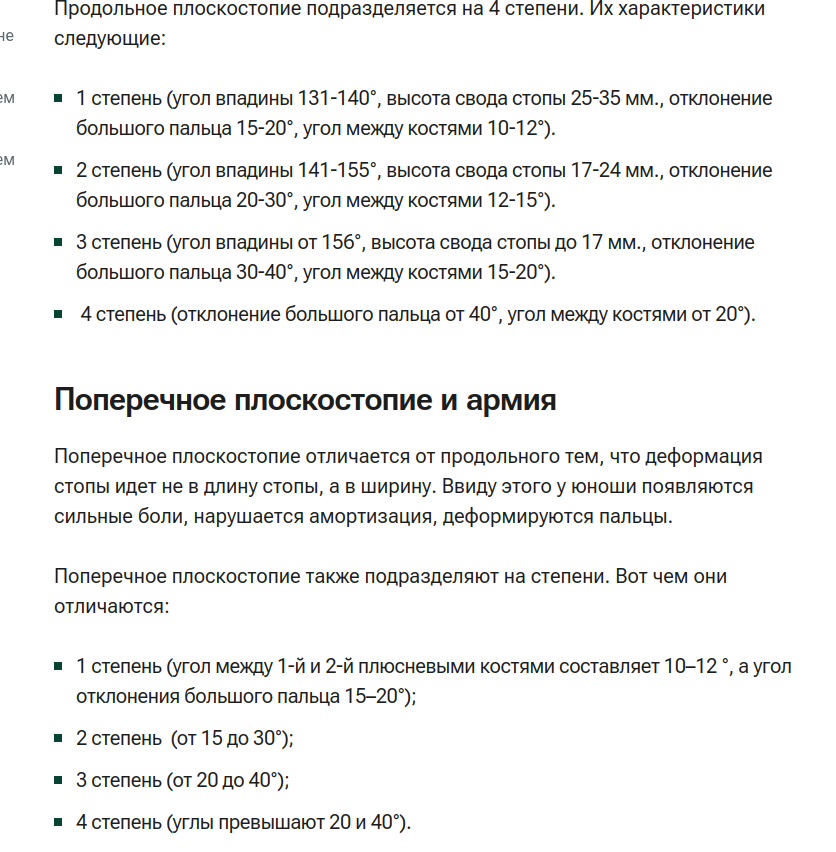 Продольное плоскостопие подразделяется на 4 степени. Их характеристики
следующие:
не
ем
ем
1 степень (угол впадины 131-140°, высота свода стопы 25-35 мм., отклонение
большого пальца 15-20°, угол между костями 10-12°).
2 степень (угол впадины 141-155°, высота свода стопы 17-24 мм., отклонение
большого пальца 20-30°, угол между костями 12-15°).
3 степень (угол впадины от 156°, высота свода стопы до 17 мм., отклонение
большого пальца 30-40°, угол между костями 15-20°).
4 степень (отклонение большого пальца от 40°, угол между костями от 20°).
Поперечное плоскостопие и армия
Поперечное плоскостопие отличается от продольного тем, что деформация
стопы идет не в длину стопы, а в ширину. Ввиду этого у юноши появляются
сильные боли, нарушается амортизация, деформируются пальцы.
Поперечное плоскостопие также подразделяют на степени. Вот чем они
отличаются:
1 степень (угол между 1-й и 2-й плюсневыми костями составляет 10–12 °, а угол
отклонения большого пальца 15–20°);
2 степень (от 15 до 30°);
3 степень (от 20 до 40°);
4 степень (углы превышают 20 и 40°).